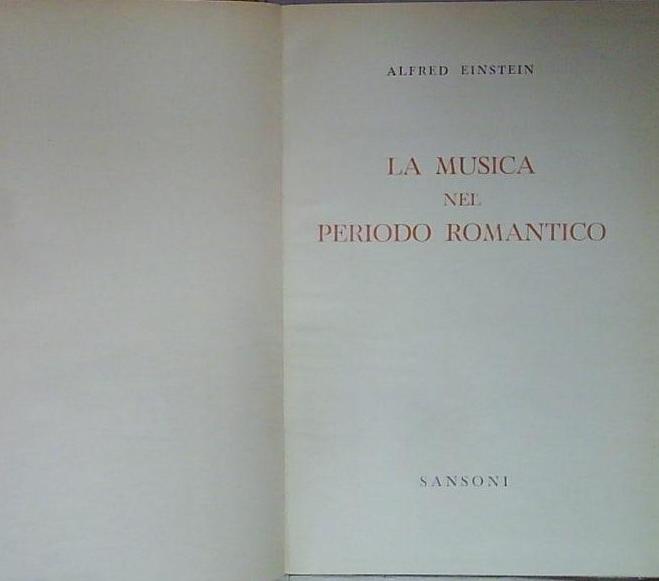 ALFRED EINSTEIN
LA MUSICA
NEL
PERIODO ROMANTICO
SANSONI